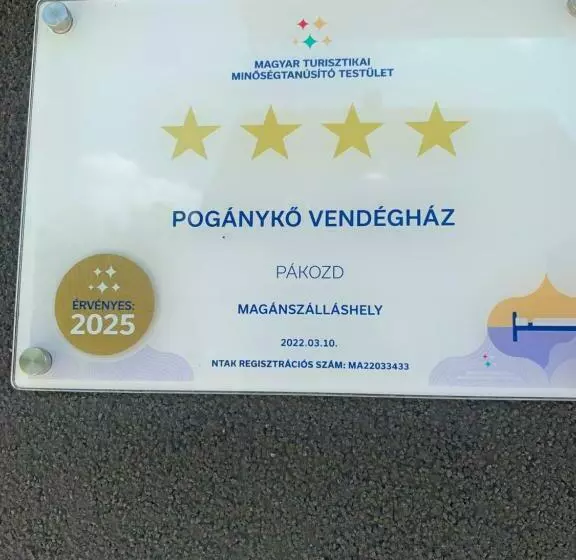 MAGYAR TURISZTIKAI
MINŐSÉGTANÚSÍTÓ TESTÜLET
POGÁNYKŐ VENDÉGHÁZ
PÁKOZD
MAGÁNSZÁLLÁSHELY
2022.03.10.
NTAK REGISZTRÁCIÓS SZÁM: MA22033433
ÉRVÉNYES:
2025